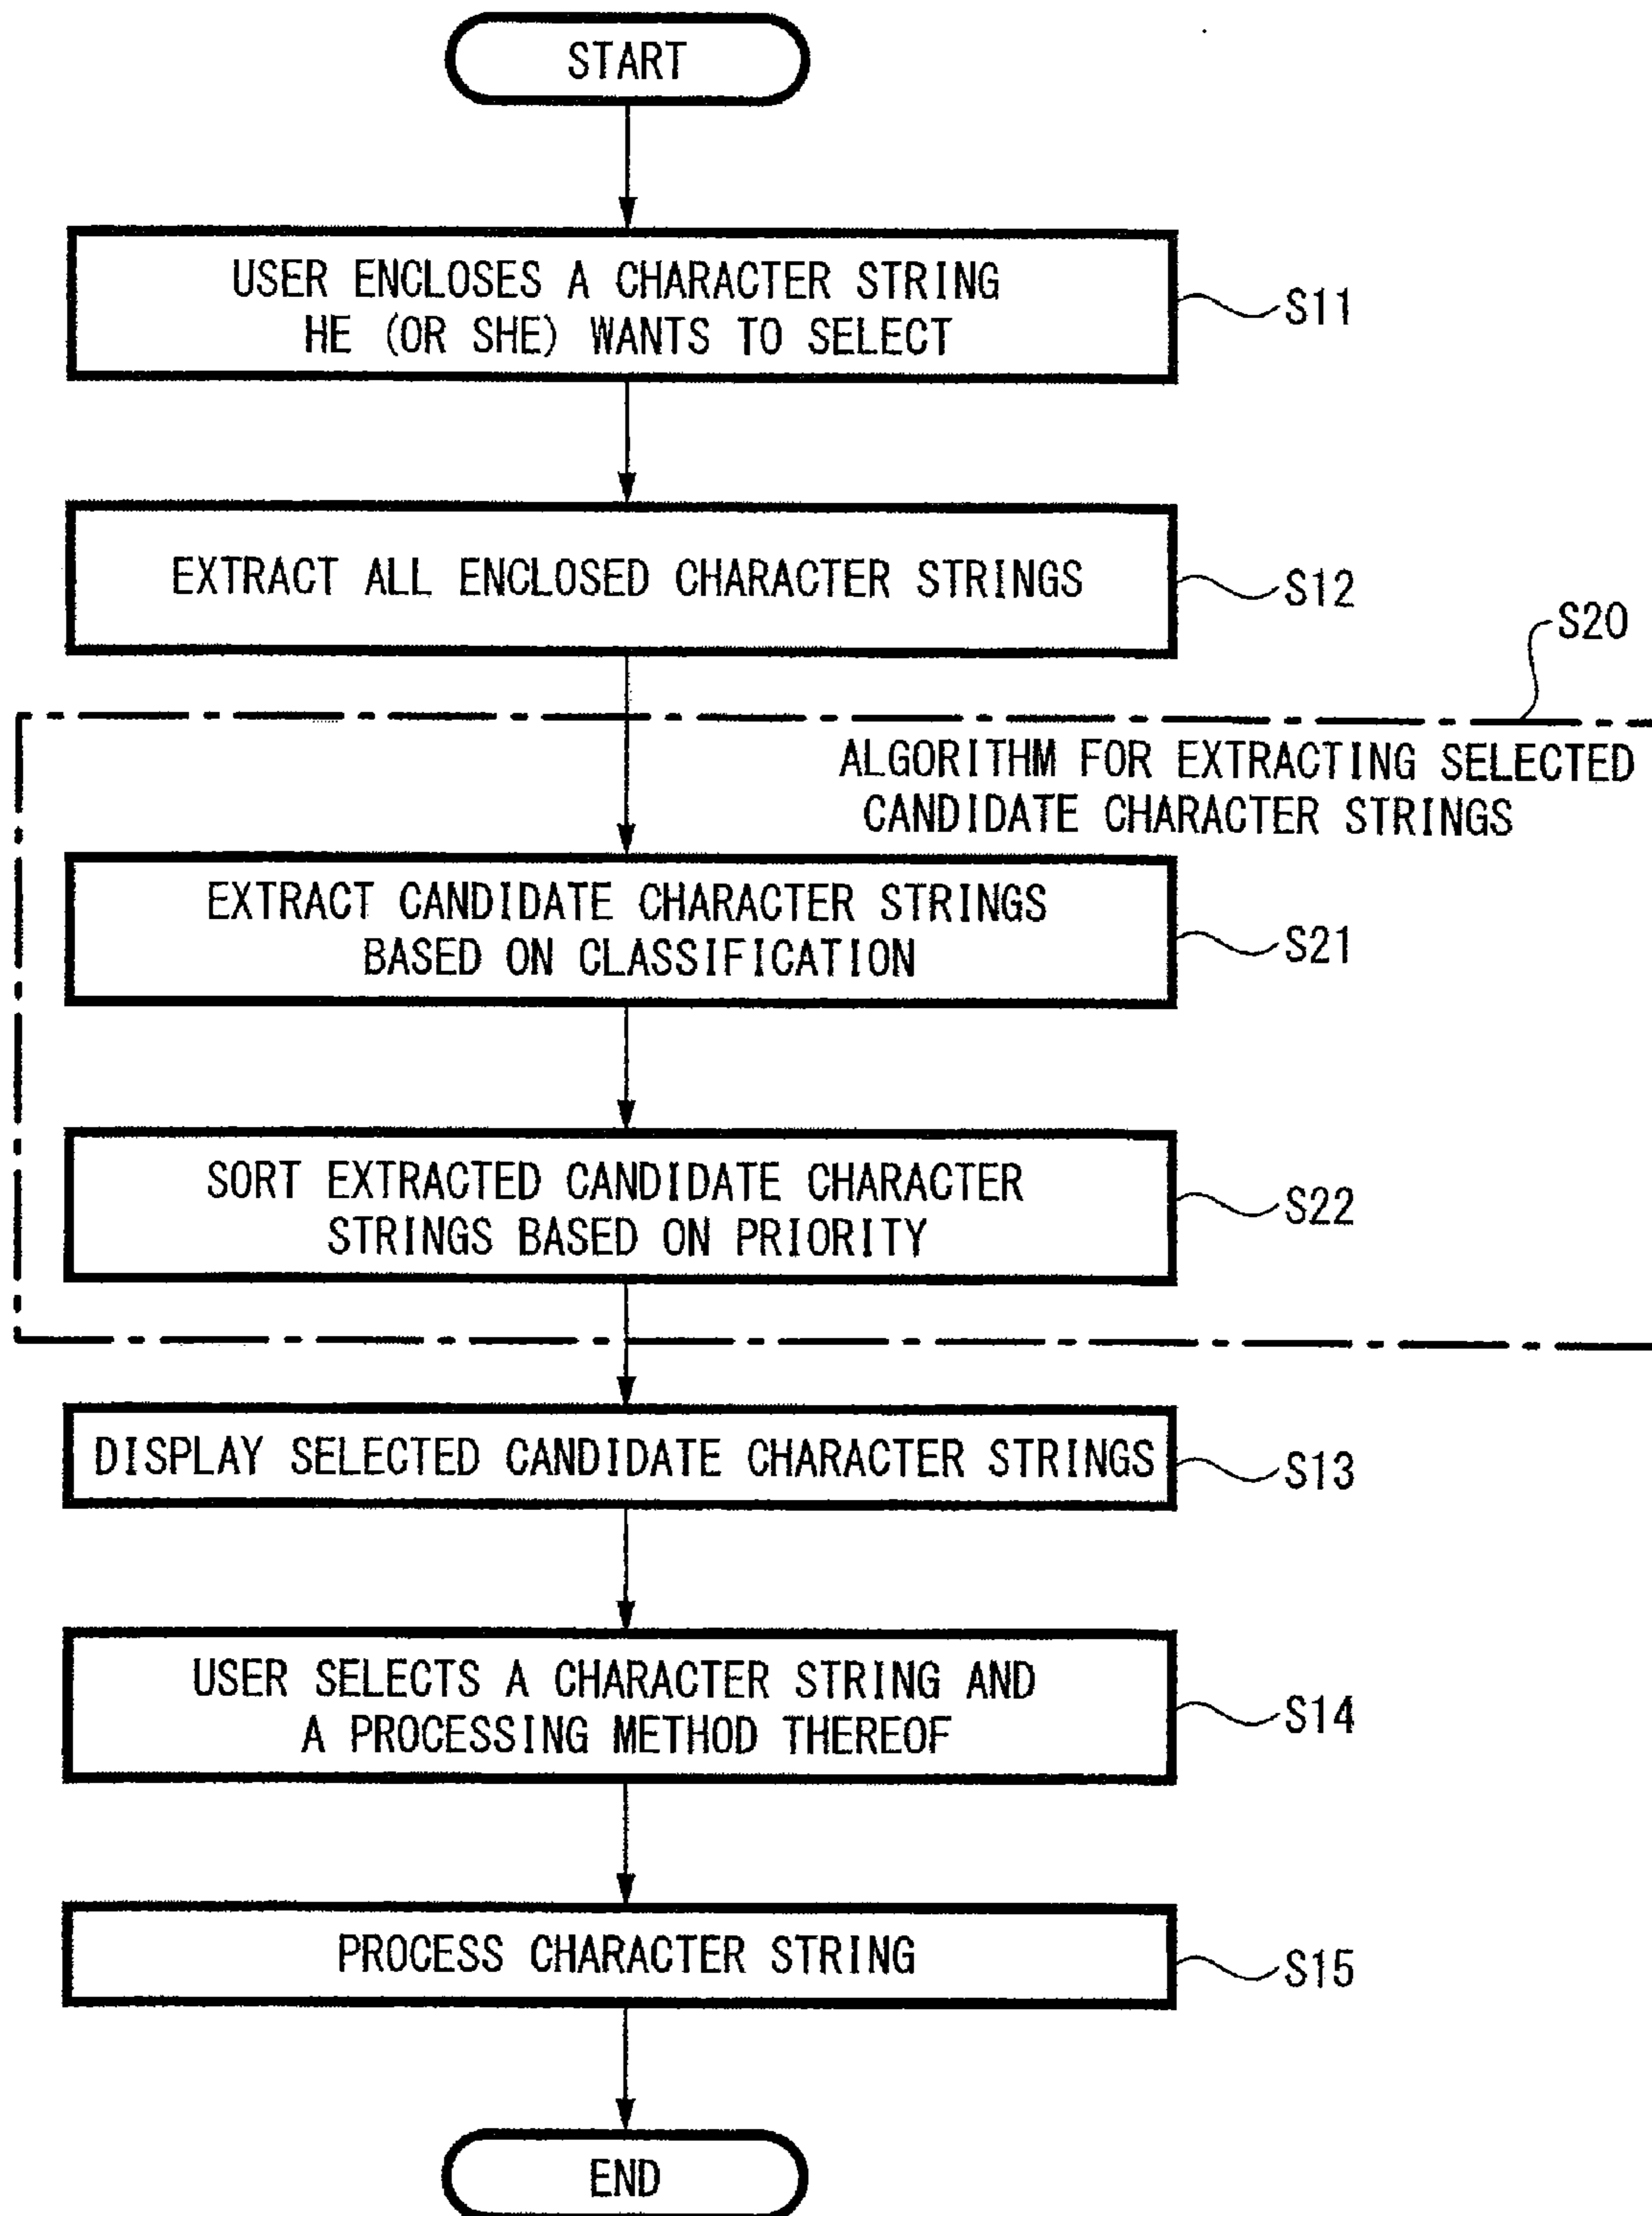 START
USER ENCLOSES A CHARACTER STRING
HE (OR SHE) WANTS TO SELECT
S11
EXTRACT ALL ENCLOSED CHARACTER STRINGS
S12
S20
ALGORITHM FOR EXTRACTING SELECTED
CANDIDATE CHARACTER STRINGS
EXTRACT CANDIDATE CHARACTER STRINGS
BASED ON CLASSIFICATION
S21
SORT EXTRACTED CANDIDATE CHARACTER
STRINGS BASED ON PRIORITY
S22
DISPLAY SELECTED CANDIDATE CHARACTER STRINGS
S13
USER SELECTS A CHARACTER STRING AND
A PROCESSING METHOD THEREOF
S14
PROCESS CHARACTER STRING
S15
END